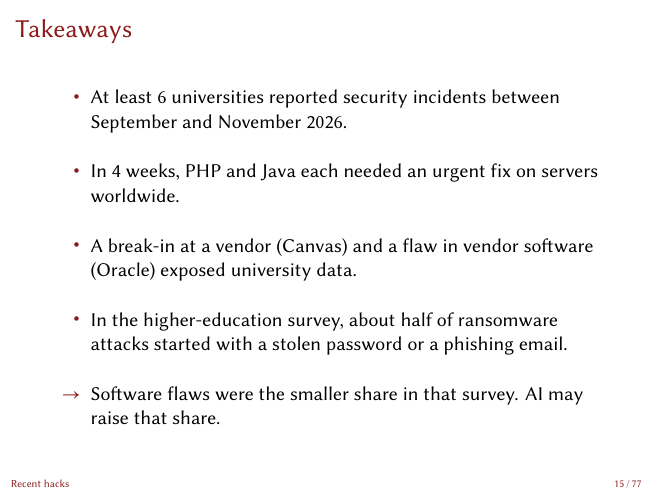 Takeaways
• At least 6 universities reported security incidents between
September and November 2026.
• In 4 weeks, PHP and Java each needed an urgent fix on servers
worldwide.
• A break-in at a vendor (Canvas) and a flaw in vendor software
(Oracle) exposed university data.
• In the higher-education survey, about half of ransomware
attacks started with a stolen password or a phishing email.
→ Software flaws were the smaller share in that survey. AI may
raise that share.
Recent hacks
15 / 77